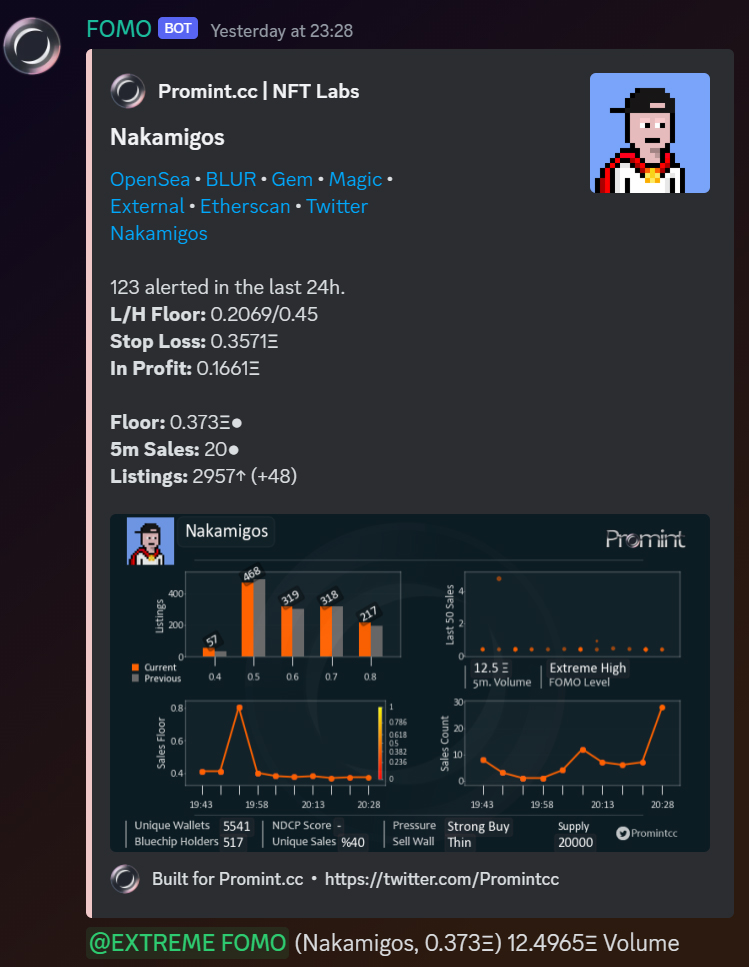 FOMO BOT Yesterday at 23:28
Promint.cc | NFT Labs
Nakamigos
OpenSea • BLUR • Gem • Magic •
External • Etherscan • Twitter
Nakamigos
123 alerted in the last 24h.
L/H Floor: 0.2069/0.45
Stop Loss: 0.3571Ξ
In Profit: 0.1661Ξ
Floor: 0.373Ξ●
5m Sales: 20●
Listings: 2957↑ (+48)
Nakamigos
Promint
Listings
400
200
0
57
468
319
318
217
0.4 0.5 0.6 0.7 0.8
Current
Previous
Last 50 Sales
4
2
0
12.5 Ξ
5m. Volume
Extreme High
FOMO Level
Sales Floor
0.8
0.6
0.4
1
0.786
0.618
0.5
0.382
0.236
0
19:43 19:58 20:13 20:28
Sales Count
30
20
10
0
19:43 19:58 20:13 20:28
Unique Wallets 5541
Bluechip Holders 517
NDCP Score -
Unique Sales %40
Pressure Strong Buy
Sell Wall Thin
Supply
20000
Promintcc
Built for Promint.cc • https://twitter.com/Promintcc
@EXTREME FOMO (Nakamigos, 0.373Ξ) 12.4965Ξ Volume